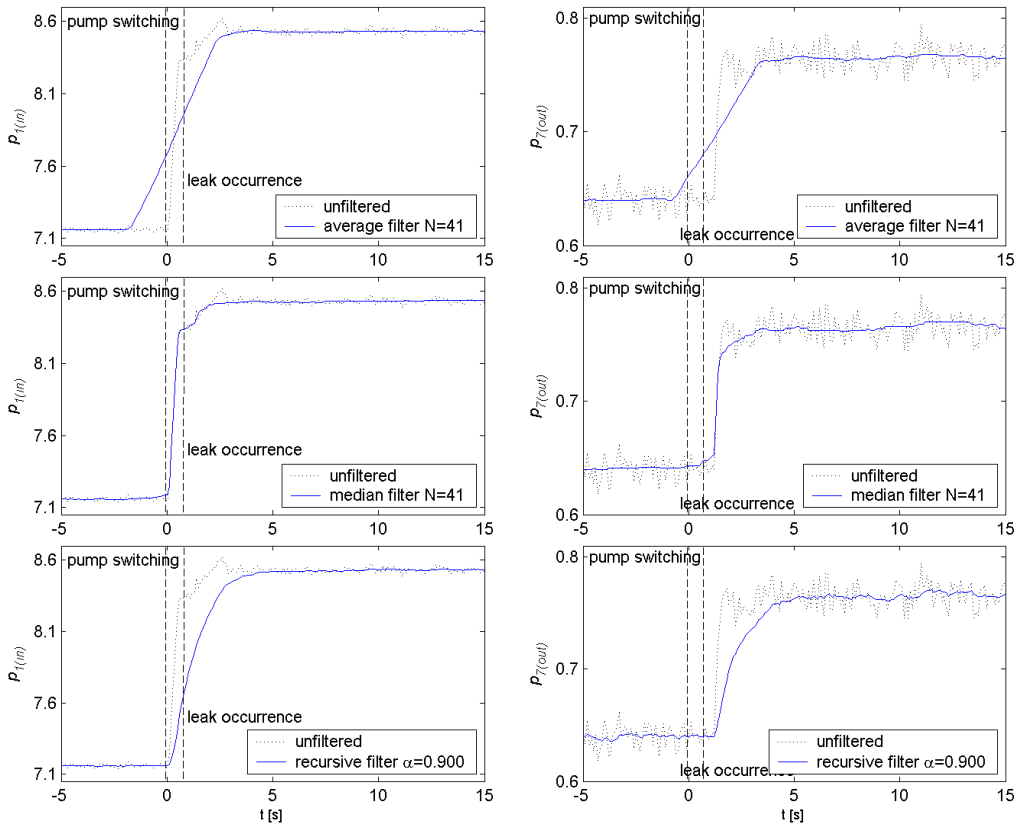 8.6
pump switching
8.1
p1(in)
7.6
leak occurrence
unfiltered
average filter N=41
7.1
-5
0
5
10
15
0.8
pump switching
0.7
p7(out)
unfiltered
average filter N=41
leak occurrence
0.6
-5
0
5
10
15
8.6
pump switching
8.1
p1(in)
7.6
leak occurrence
unfiltered
median filter N=41
7.1
-5
0
5
10
15
0.8
pump switching
0.7
p7(out)
unfiltered
median filter N=41
leak occurrence
0.6
-5
0
5
10
15
8.6
pump switching
8.1
p1(in)
7.6
leak occurrence
unfiltered
recursive filter α=0.900
7.1
-5
0
5
10
15
t [s]
0.8
pump switching
0.7
p7(out)
unfiltered
recursive filter α=0.900
leak occurrence
0.6
-5
0
5
10
15
t [s]